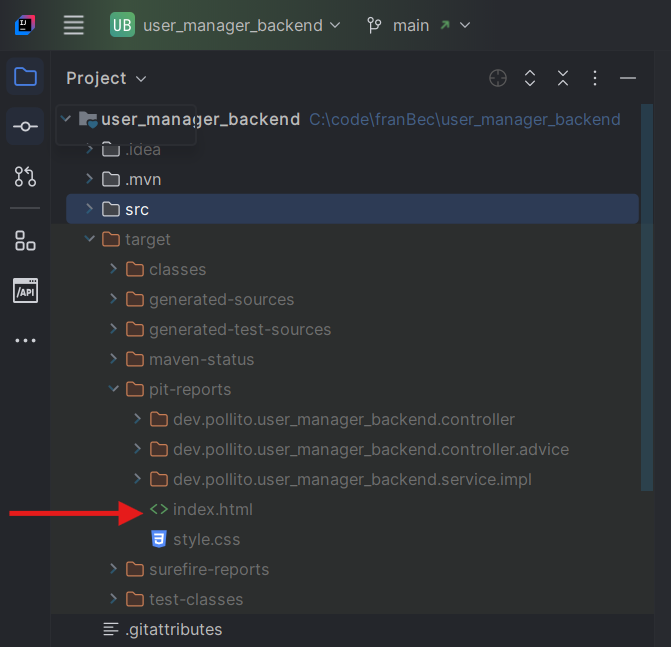 IJ
UB user_manager_backend main
Project
user_manager_backend C:\code\franBec\user_manager_backend
.idea
.mvn
src
target
classes
/API
generated-sources
generated-test-sources
maven-status
pit-reports
dev.pollito.user_manager_backend.controller
dev.pollito.user_manager_backend.controller.advice
dev.pollito.user_manager_backend.service.impl
<> index.html
3 style.css
surefire-reports
test-classes
.gitattributes